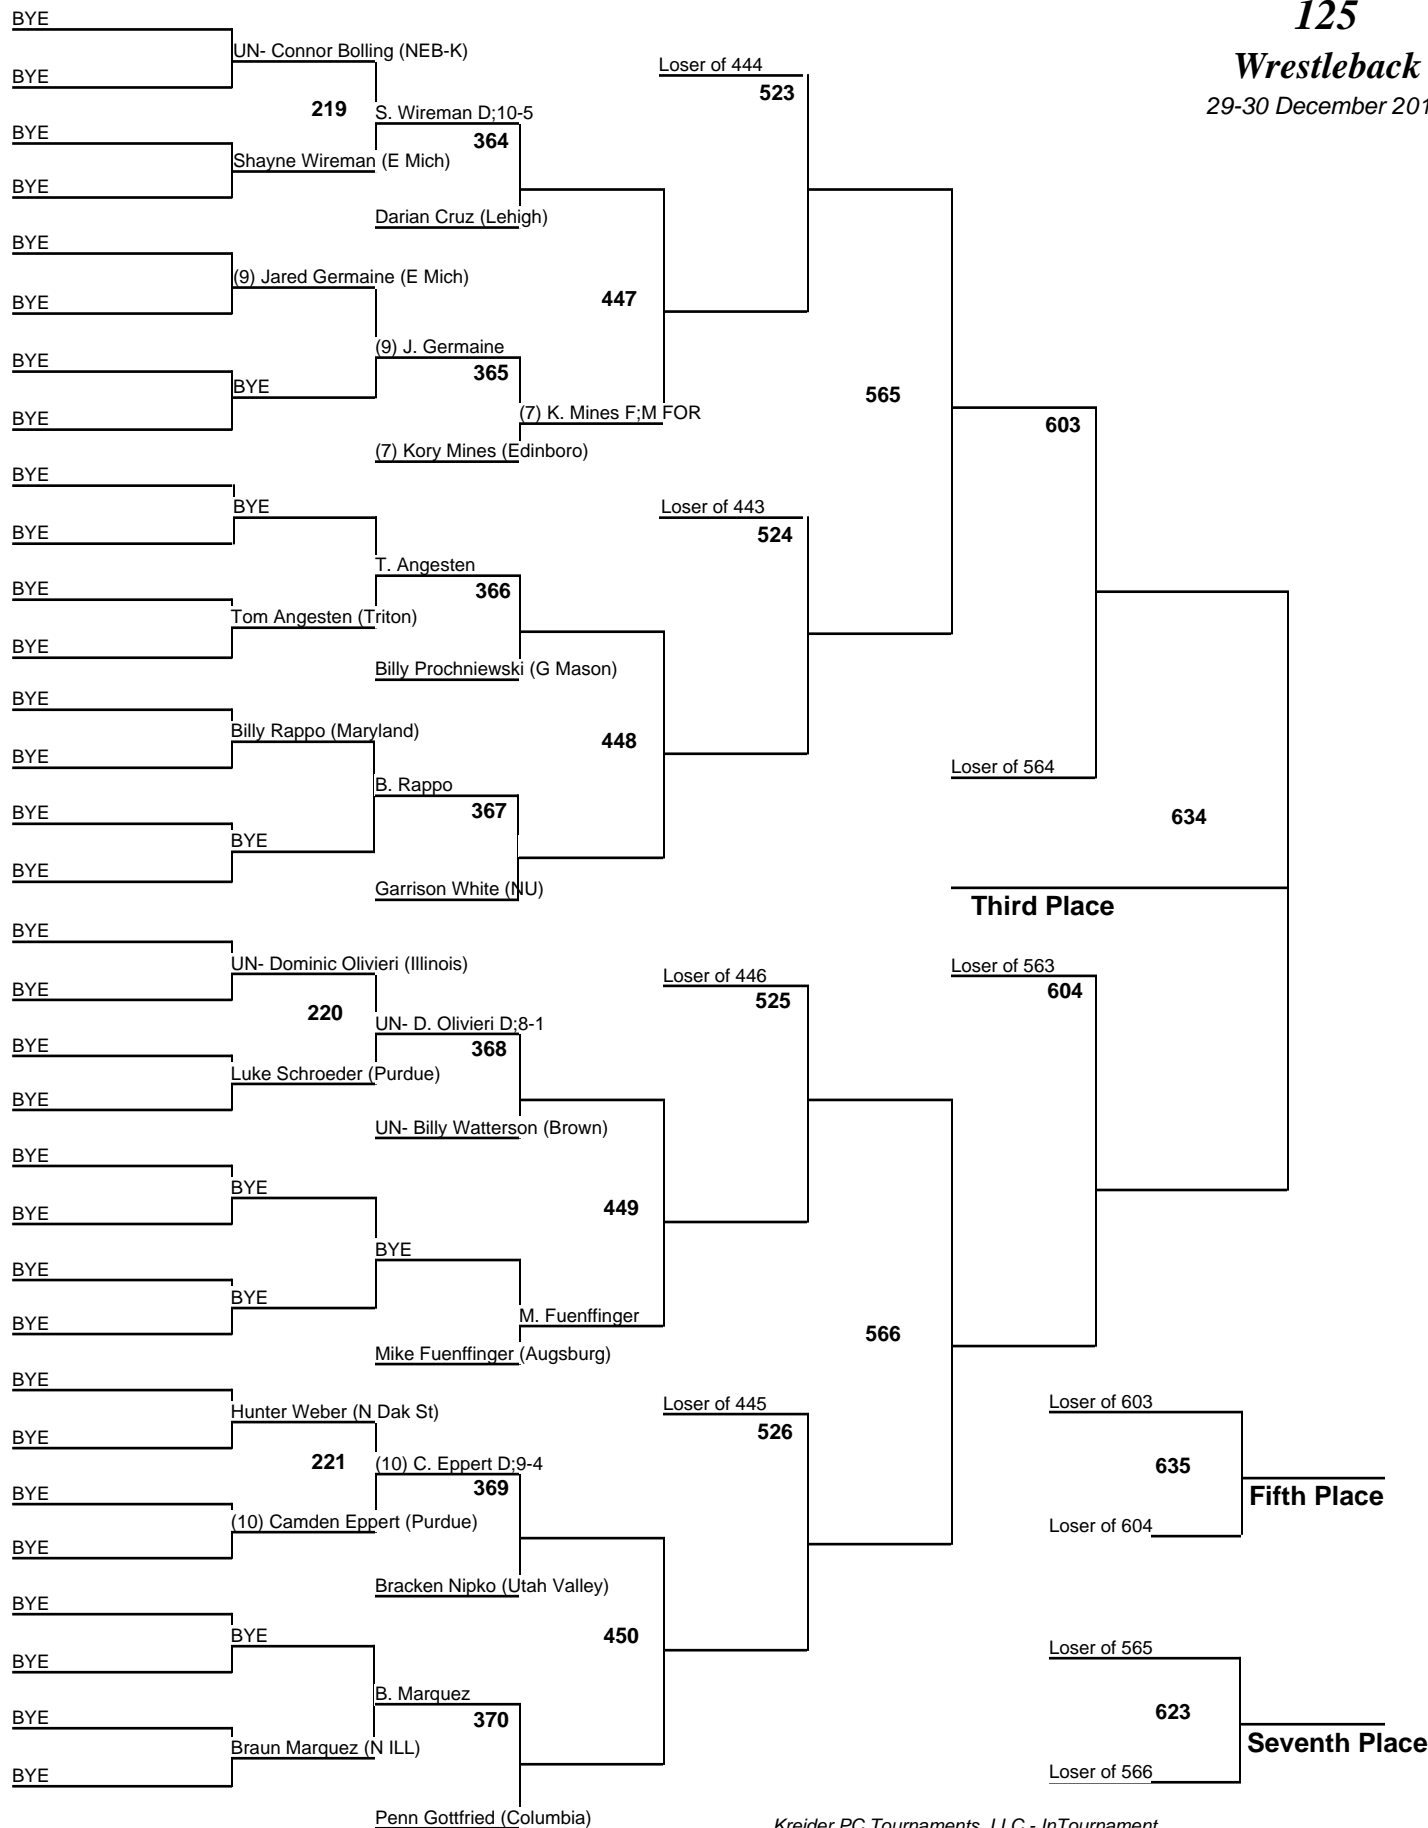 125
Wrestleback
29-30 December 201
BYE
UN- Connor Bolling (NEB-K)
BYE
219
S. Wireman D;10-5
364
BYE
Shayne Wireman (E Mich)
BYE
Darian Cruz (Lehigh)
BYE
(9) Jared Germaine (E Mich)
BYE
447
(9) J. Germaine
365
BYE
BYE
(7) K. Mines F;M FOR
BYE
(7) Kory Mines (Edinboro)
Loser of 444
523
565
603
BYE
BYE
BYE
Loser of 443
524
T. Angesten
366
BYE
Tom Angesten (Triton)
BYE
Billy Prochniewski (G Mason)
BYE
Billy Rappo (Maryland)
BYE
448
B. Rappo
367
BYE
BYE
BYE
Garrison White (NU)
Loser of 564
634
Third Place
BYE
UN- Dominic Olivieri (Illinois)
BYE
220
UN- D. Olivieri D;8-1
368
BYE
Luke Schroeder (Purdue)
BYE
UN- Billy Watterson (Brown)
Loser of 446
525
Loser of 563
604
BYE
BYE
BYE
449
BYE
BYE
BYE
BYE
M. Fuenffinger
Mike Fuenffinger (Augsburg)
566
BYE
Hunter Weber (N Dak St)
BYE
221
(10) C. Eppert D;9-4
369
BYE
(10) Camden Eppert (Purdue)
BYE
Bracken Nipko (Utah Valley)
Loser of 445
526
Loser of 603
635
Fifth Place
Loser of 604
BYE
BYE
BYE
450
B. Marquez
370
BYE
Braun Marquez (N ILL)
BYE
Penn Gottfried (Columbia)
Loser of 565
623
Seventh Place
Loser of 566
Kreider PC Tournaments, LLC - InTournament